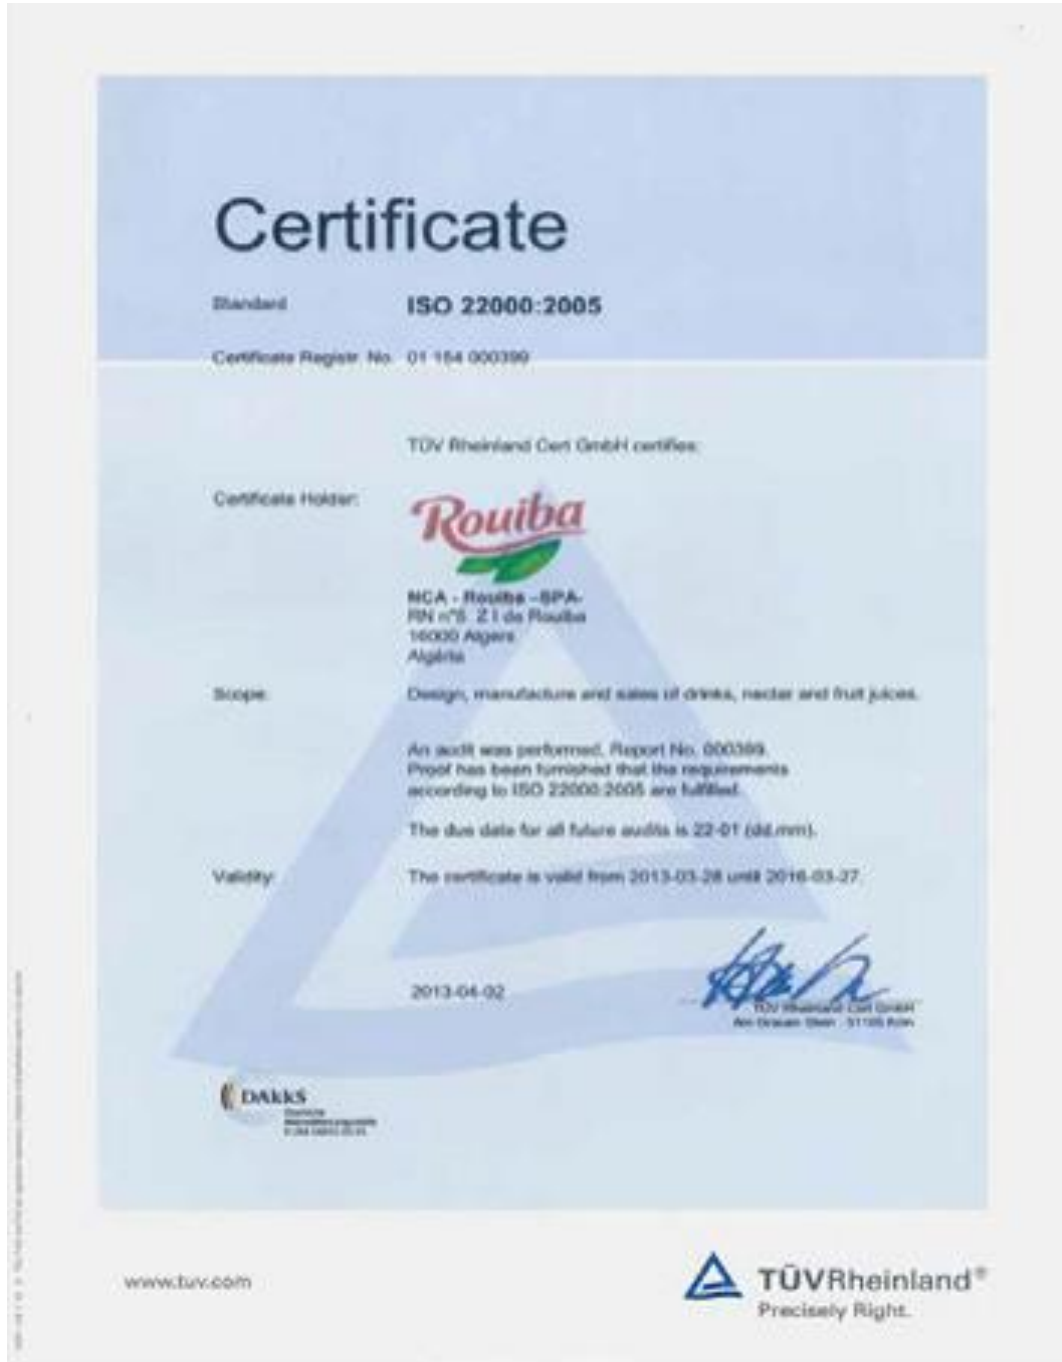 Certificate
Standard ISO 22000:2005
Certificate Registr. No. 01 154 000399
TÜV Rheinland Cert GmbH certifies:
Certificate Holder:
Rouiba
NCA - Rouiba -SPA-
RN n°5 Z I de Rouiba
16000 Algers
Algéria
Scope: Design, manufacture and sales of drinks, nectar and fruit juices.
An audit was performed, Report No. 000399.
Proof has been furnished that the requirements
according to ISO 22000:2005 are fulfilled.
The due date for all future audits is 22-01 (dd.mm).
Validity: The certificate is valid from 2013-03-28 until 2016-03-27.
2013-04-02
TÜV Rheinland Cert GmbH
Am Grauen Stein · 51105 Köln
DAkkS
Deutsche
Akkreditierungsstelle
www.tuv.com
TÜVRheinland®
Precisely Right.